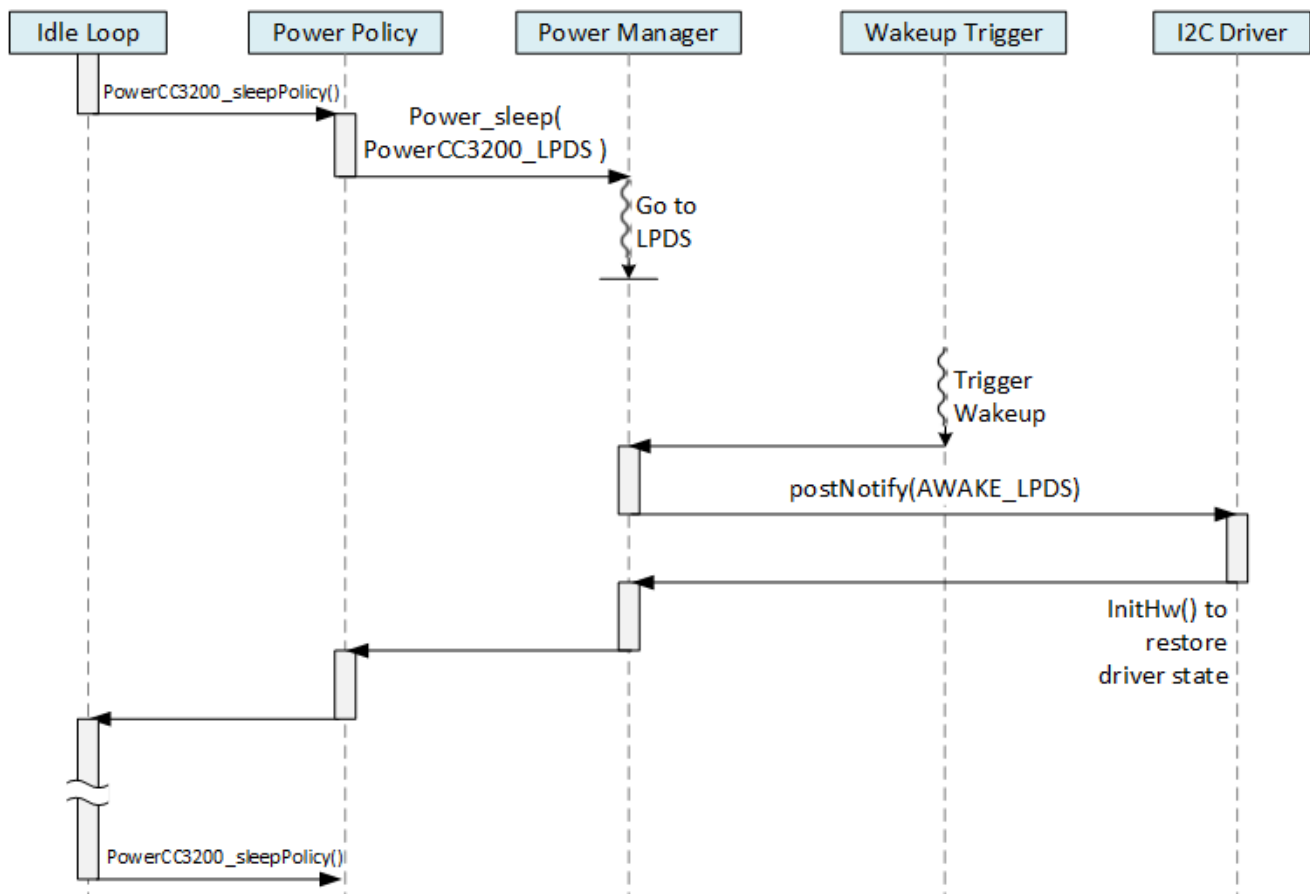 Idle Loop
Power Policy
Power Manager
Wakeup Trigger
I2C Driver
PowerCC3200_sleepPolicy()
Power_sleep(
PowerCC3200_LPDS )
Go to
LPDS
Trigger
Wakeup
postNotify(AWAKE_LPDS)
InitHw() to
restore
driver state
PowerCC3200_sleepPolicy()